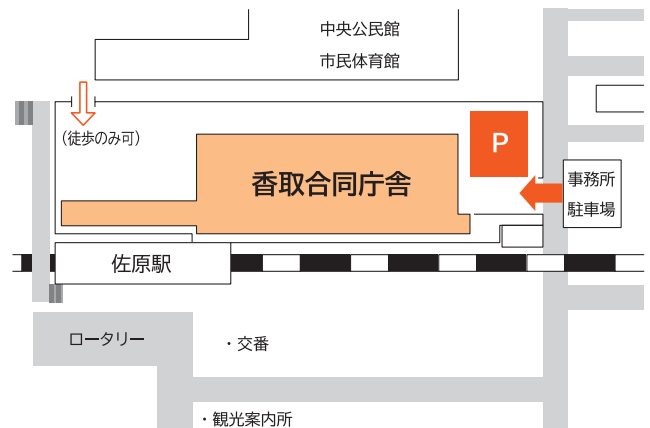 中央公民館
市民体育館
(徒歩のみ可)
P
香取合同庁舎
事務所
駐車場
佐原駅
ロータリー
・交番
・観光案内所